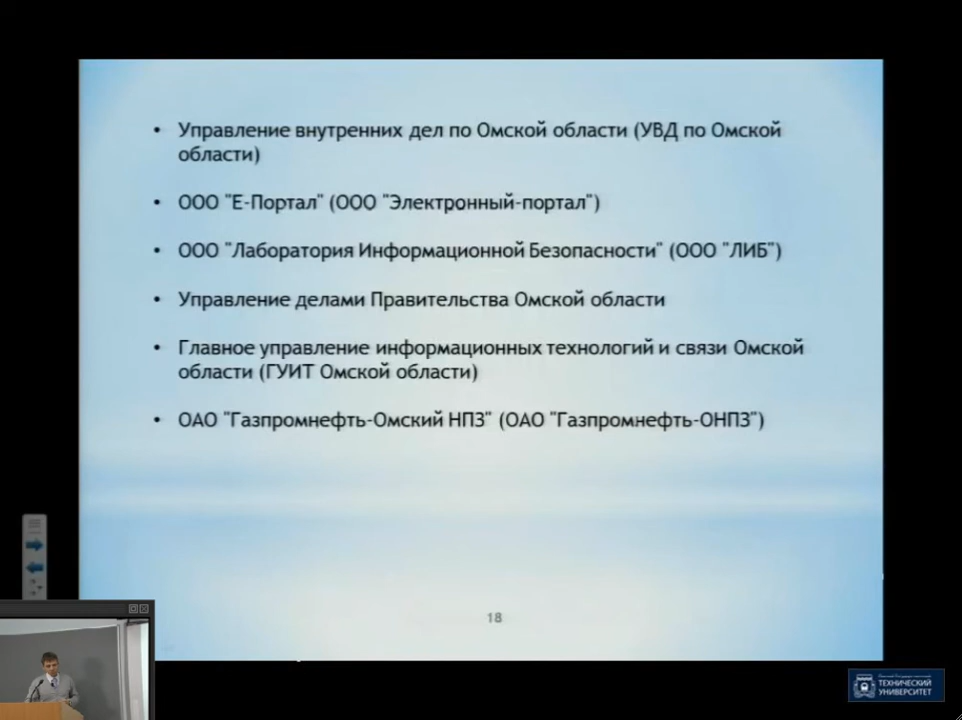 • Управление внутренних дел по Омской области (УВД по Омской
области)
• ООО "Е-Портал" (ООО "Электронный-портал")
• ООО "Лаборатория Информационной Безопасности" (ООО "ЛИБ")
• Управление делами Правительства Омской области
• Главное управление информационных технологий и связи Омской
области (ГУИТ Омской области)
• ОАО "Газпромнефть-Омский НПЗ" (ОАО "Газпромнефть-ОНПЗ")
18
ТЕХНИЧЕСКИЙ
УНИВЕРСИТЕТ